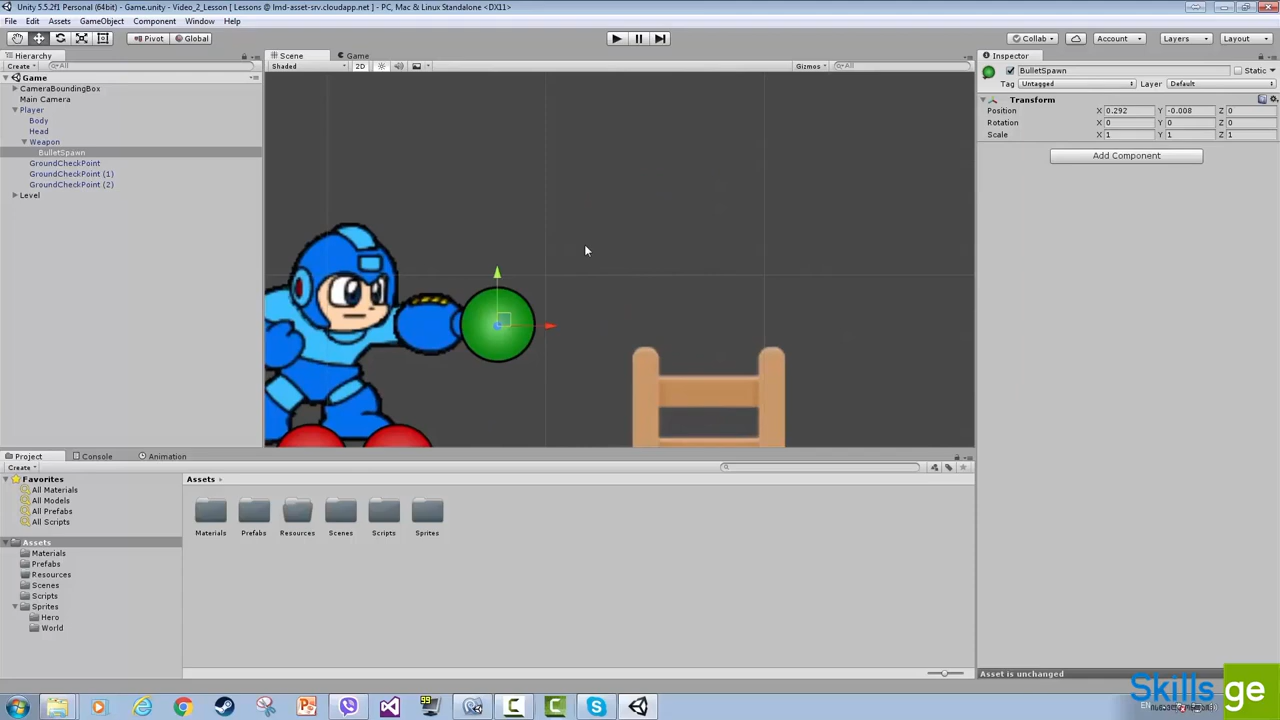 Unity 5.5.2f1 Personal (64bit) - Game.unity - Video_2_Lesson [ Lessons @ lmd-asset-srv.cloudapp.net ] - PC, Mac & Linux Standalone <DX11>
File Edit Assets GameObject Component Window Help
Pivot Global Collab Account Layers Layout
Hierarchy Scene Game Inspector
Create All Shaded 2D Gizmos All BulletSpawn Static
Tag Untagged Layer Default
Game
CameraBoundingBox
Main Camera
Player
Body
Head
Weapon
BulletSpawn
GroundCheckPoint
GroundCheckPoint (1)
GroundCheckPoint (2)
Level
Transform
Position X 0.292 Y -0.008 Z 0
Rotation X 0 Y 0 Z 0
Scale X 1 Y 1 Z 1
Add Component
Project Console Animation
Create
Favorites
All Materials
All Models
All Prefabs
All Scripts
Assets
Materials
Prefabs
Resources
Scenes
Scripts
Sprites
Hero
World
Assets
Materials Prefabs Resources Scenes Scripts Sprites
Asset is unchanged
Skills ge
99